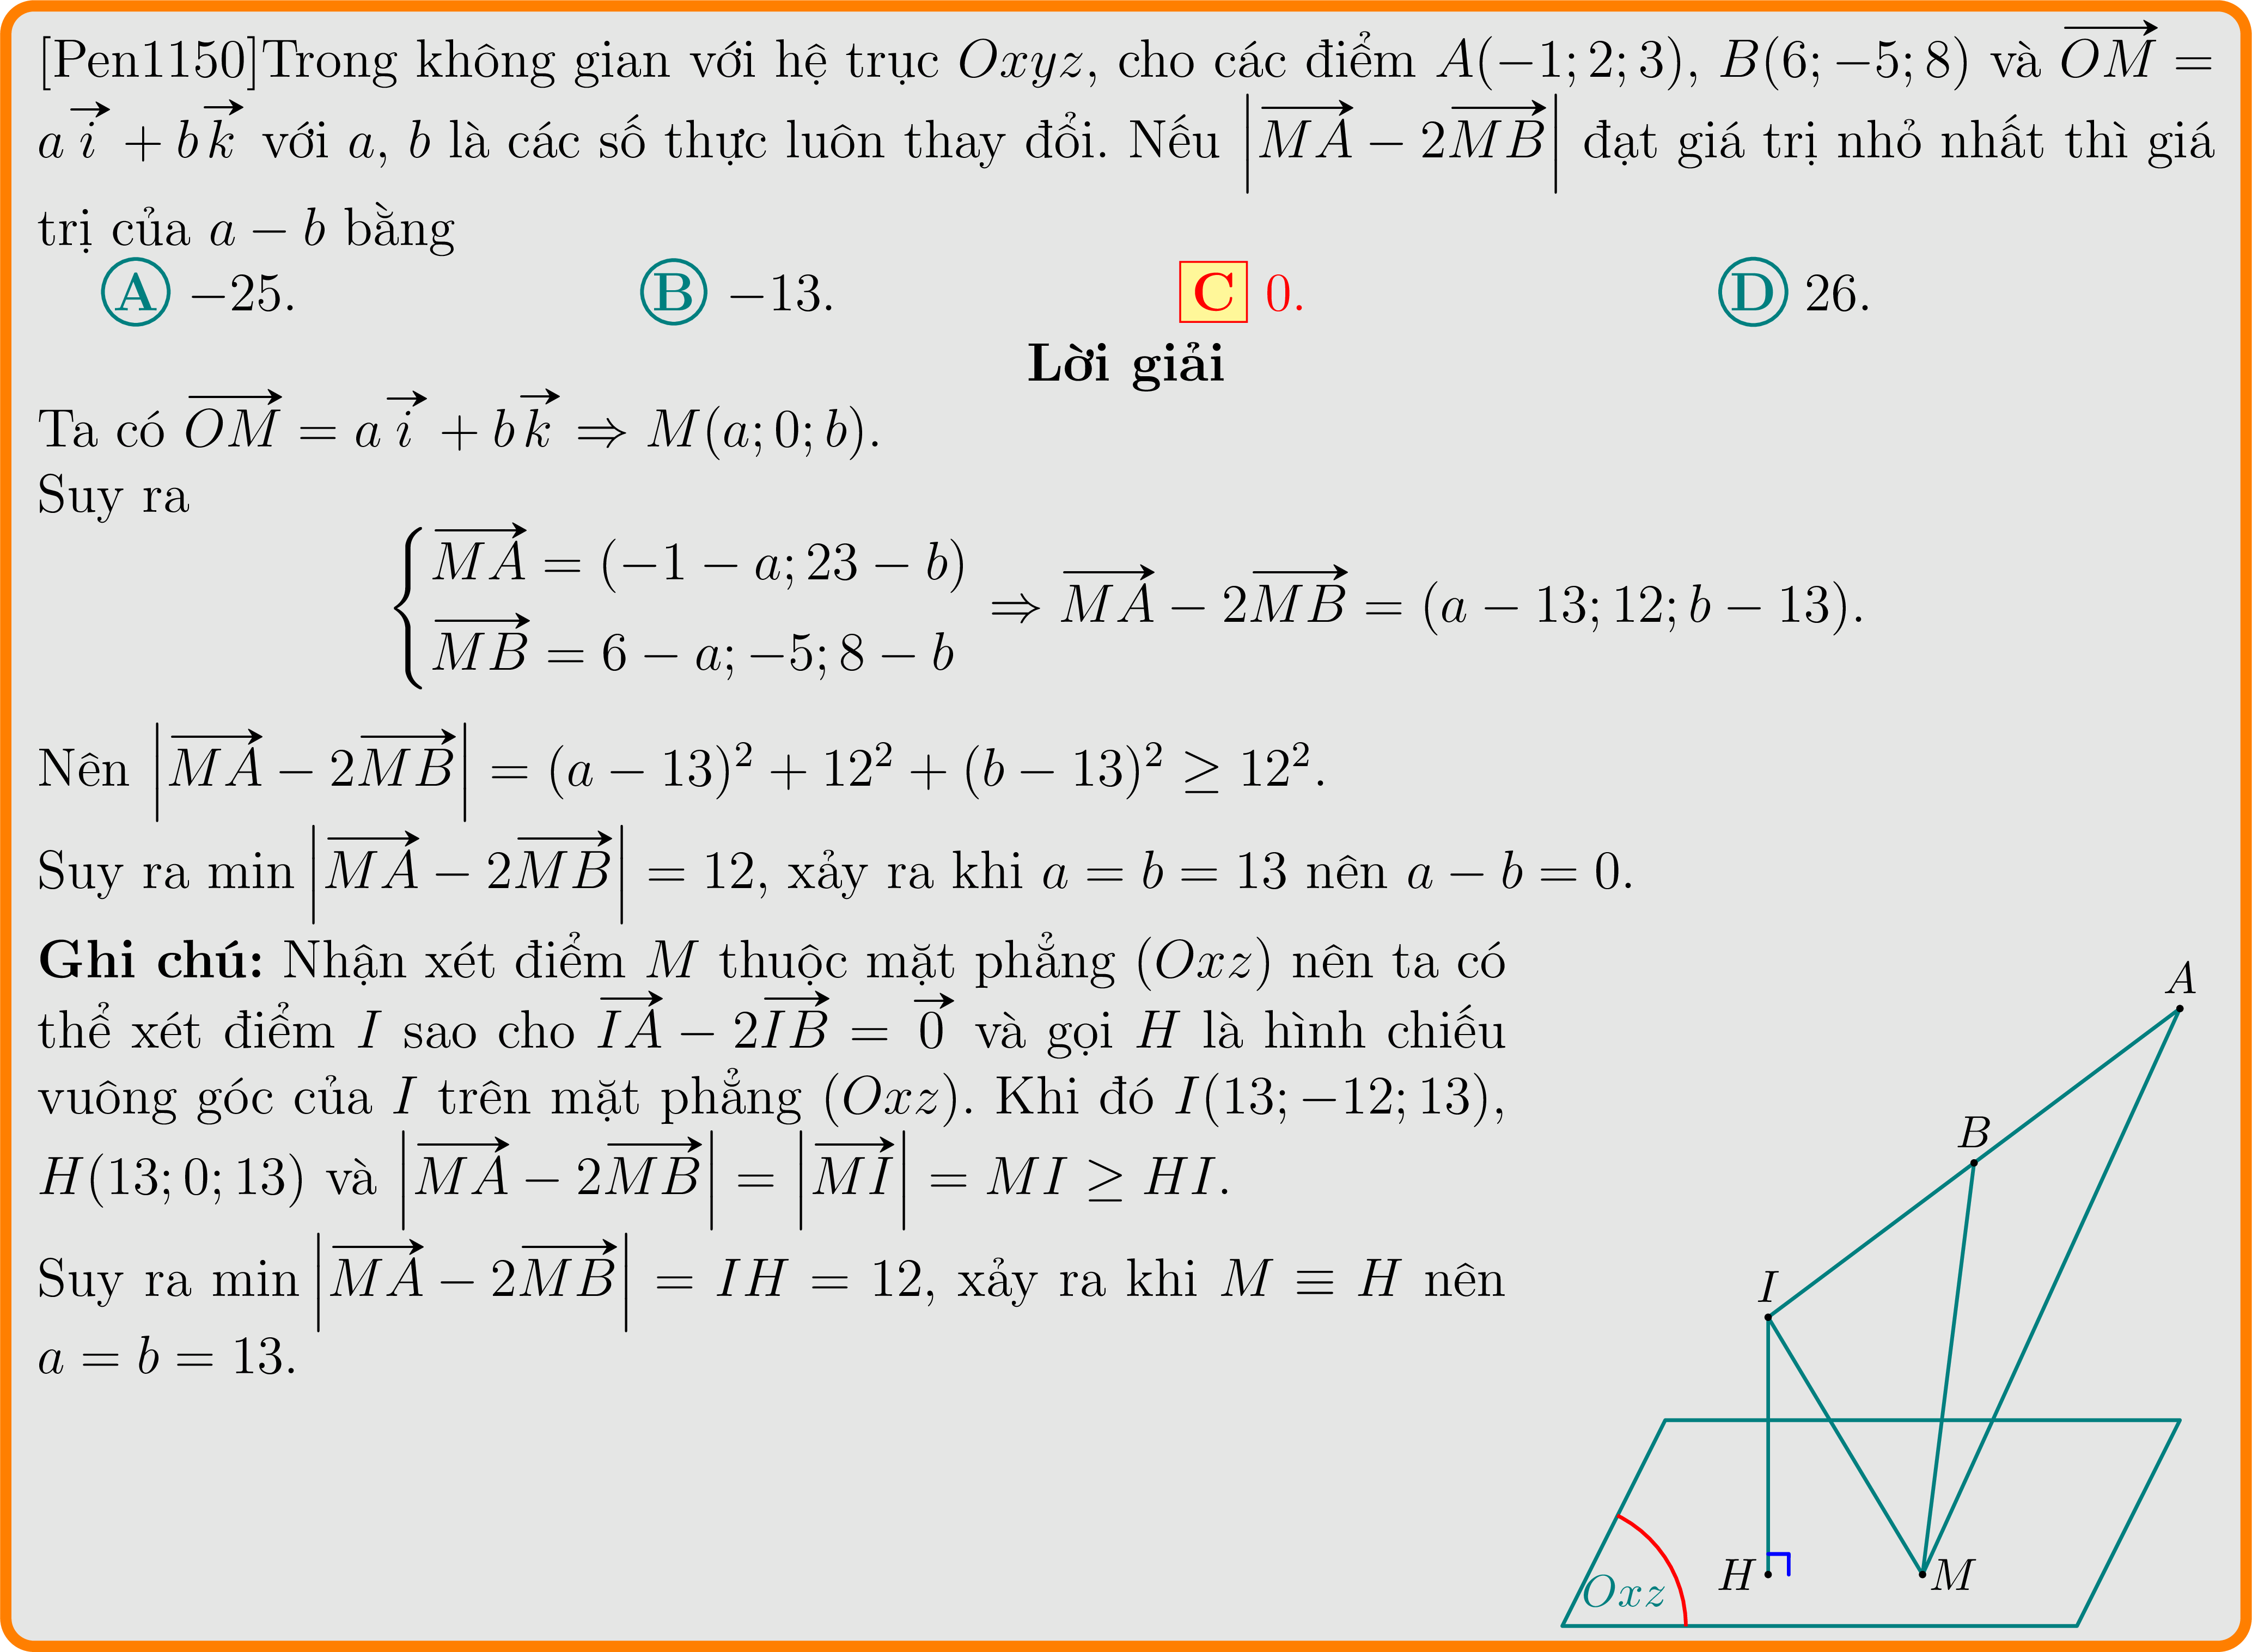 [Pen1150]Trong không gian với hệ trục $Oxyz$, cho các điểm $A(-1; 2; 3)$, $B(6; -5; 8)$ và $\overrightarrow{OM} =$
$a\overrightarrow{i} + b\overrightarrow{k}$ với $a$, $b$ là các số thực luôn thay đổi. Nếu $\left|\overrightarrow{MA} - 2\overrightarrow{MB}\right|$ đạt giá trị nhỏ nhất thì giá
trị của $a - b$ bằng
A $-25$. B $-13$. C $0$. D $26$.
Lời giải
Ta có $\overrightarrow{OM} = a\overrightarrow{i} + b\overrightarrow{k} \Rightarrow M(a; 0; b)$.
Suy ra
$\begin{cases} \overrightarrow{MA} = (-1 - a; 23 - b) \\ \overrightarrow{MB} = 6 - a; -5; 8 - b \end{cases} \Rightarrow \overrightarrow{MA} - 2\overrightarrow{MB} = (a - 13; 12; b - 13).$
Nên $\left|\overrightarrow{MA} - 2\overrightarrow{MB}\right| = (a - 13)^2 + 12^2 + (b - 13)^2 \geq 12^2$.
Suy ra $\min\left|\overrightarrow{MA} - 2\overrightarrow{MB}\right| = 12$, xảy ra khi $a = b = 13$ nên $a - b = 0$.
Ghi chú: Nhận xét điểm $M$ thuộc mặt phẳng $(Oxz)$ nên ta có
thể xét điểm $I$ sao cho $\overrightarrow{IA} - 2\overrightarrow{IB} = \overrightarrow{0}$ và gọi $H$ là hình chiếu
vuông góc của $I$ trên mặt phẳng $(Oxz)$. Khi đó $I(13; -12; 13)$,
$H(13; 0; 13)$ và $\left|\overrightarrow{MA} - 2\overrightarrow{MB}\right| = \left|\overrightarrow{MI}\right| = MI \geq HI$.
Suy ra $\min\left|\overrightarrow{MA} - 2\overrightarrow{MB}\right| = IH = 12$, xảy ra khi $M \equiv H$ nên
$a = b = 13$.
A
B
I
H
M
Oxz